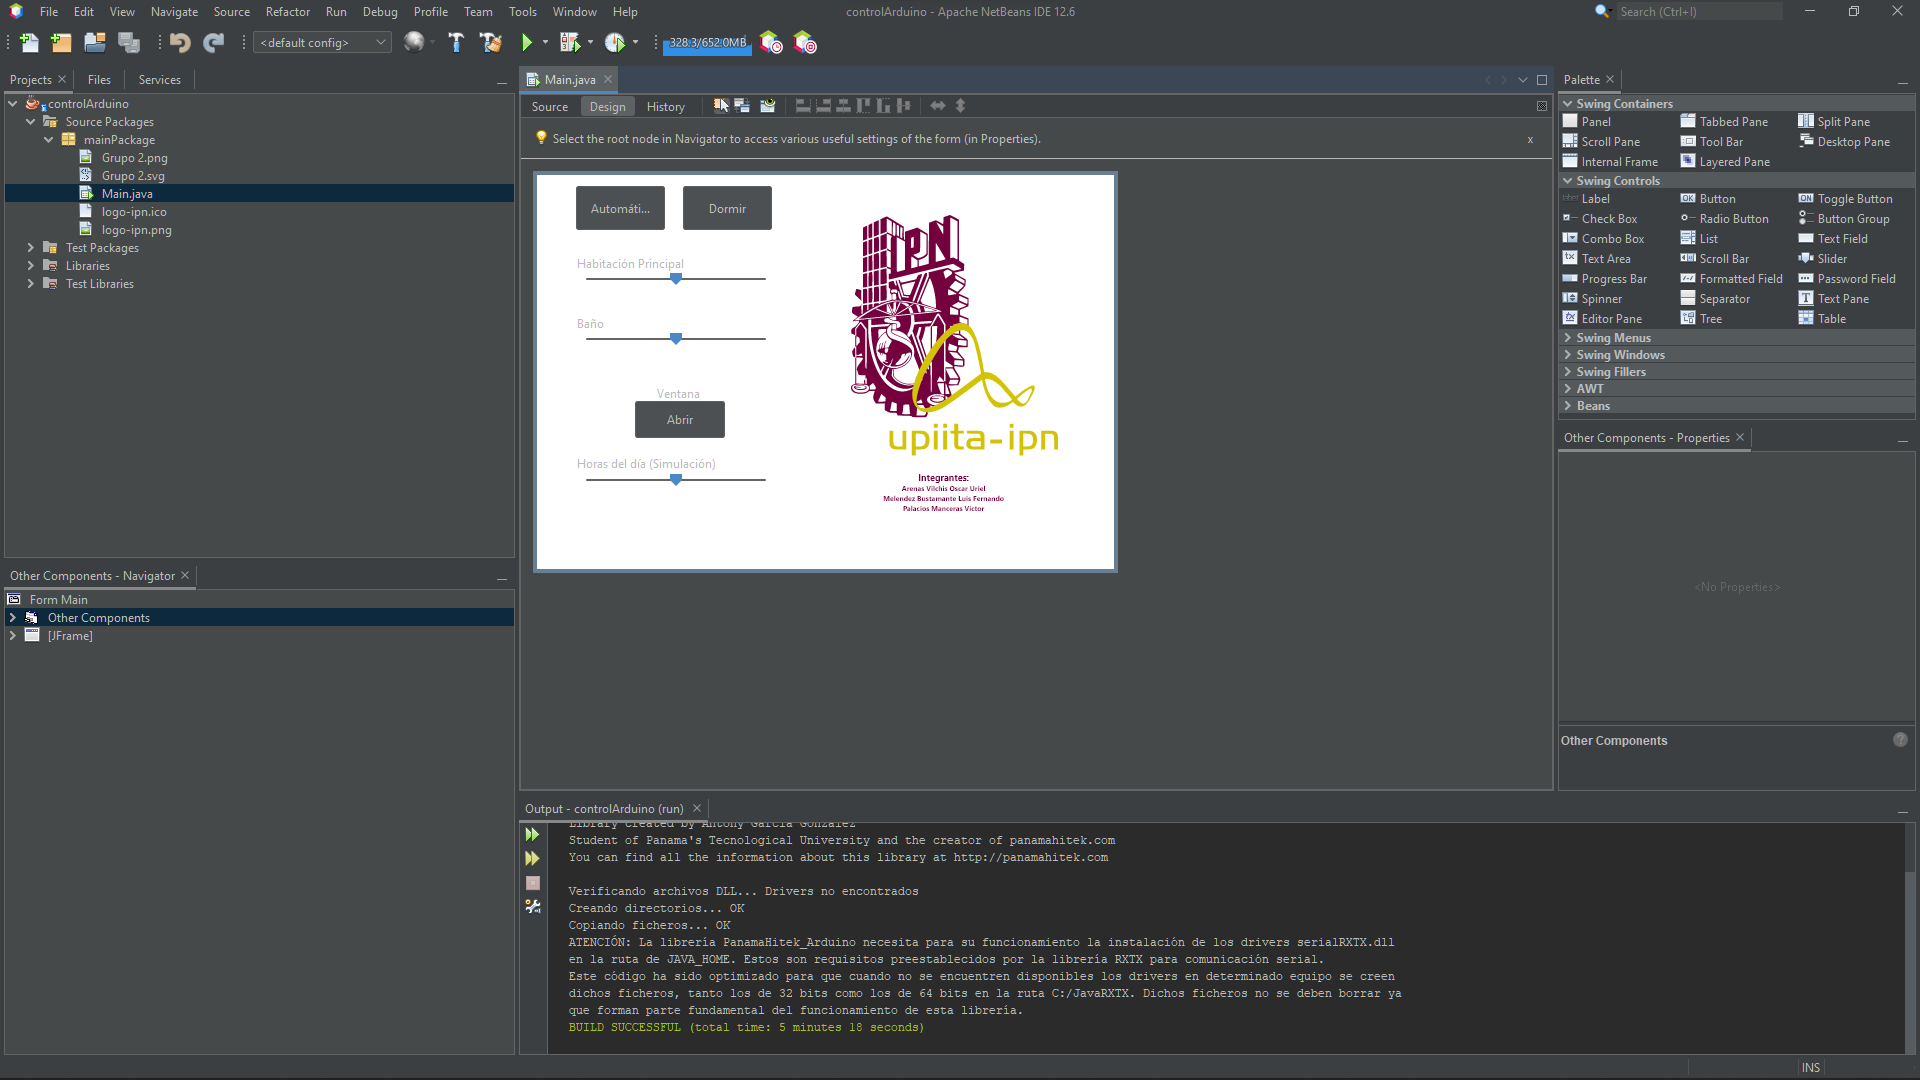 File Edit View Navigate Source Refactor Run Debug Profile Team Tools Window Help
controlArduino - Apache NetBeans IDE 12.6
Search (Ctrl+I)
<default config>
328.3/652.0MB
Projects Files Services
controlArduino
Source Packages
mainPackage
Grupo 2.png
Grupo 2.svg
Main.java
logo-ipn.ico
logo-ipn.png
Test Packages
Libraries
Test Libraries
Other Components - Navigator
Form Main
Other Components
[JFrame]
Main.java
Source Design History
Select the root node in Navigator to access various useful settings of the form (in Properties).
x
Automáti... Dormir
Habitación Principal
Baño
Ventana
Abrir
Horas del día (Simulación)
IPN
upiita-ipn
Integrantes:
Arenas Vilchis Oscar Uriel
Melendez Bustamante Luis Fernando
Palacios Manceras Victor
Palette
Swing Containers
Panel Tabbed Pane Split Pane
Scroll Pane Tool Bar Desktop Pane
Internal Frame Layered Pane
Swing Controls
Label Button Toggle Button
Check Box Radio Button Button Group
Combo Box List Text Field
Text Area Scroll Bar Slider
Progress Bar Formatted Field Password Field
Spinner Separator Text Pane
Editor Pane Tree Table
Swing Menus
Swing Windows
Swing Fillers
AWT
Beans
Other Components - Properties
<No Properties>
Other Components
Output - controlArduino (run)
Library created by Antony García González
Student of Panama's Tecnological University and the creator of panamahitek.com
You can find all the information about this library at http://panamahitek.com
Verificando archivos DLL... Drivers no encontrados
Creando directorios... OK
Copiando ficheros... OK
ATENCIÓN: La librería PanamaHitek_Arduino necesita para su funcionamiento la instalación de los drivers serialRXTX.dll
en la ruta de JAVA_HOME. Estos son requisitos preestablecidos por la librería RXTX para comunicación serial.
Este código ha sido optimizado para que cuando no se encuentren disponibles los drivers en determinado equipo se creen
dichos ficheros, tanto los de 32 bits como los de 64 bits en la ruta C:/JavaRXTX. Dichos ficheros no se deben borrar ya
que forman parte fundamental del funcionamiento de esta librería.
BUILD SUCCESSFUL (total time: 5 minutes 18 seconds)
INS